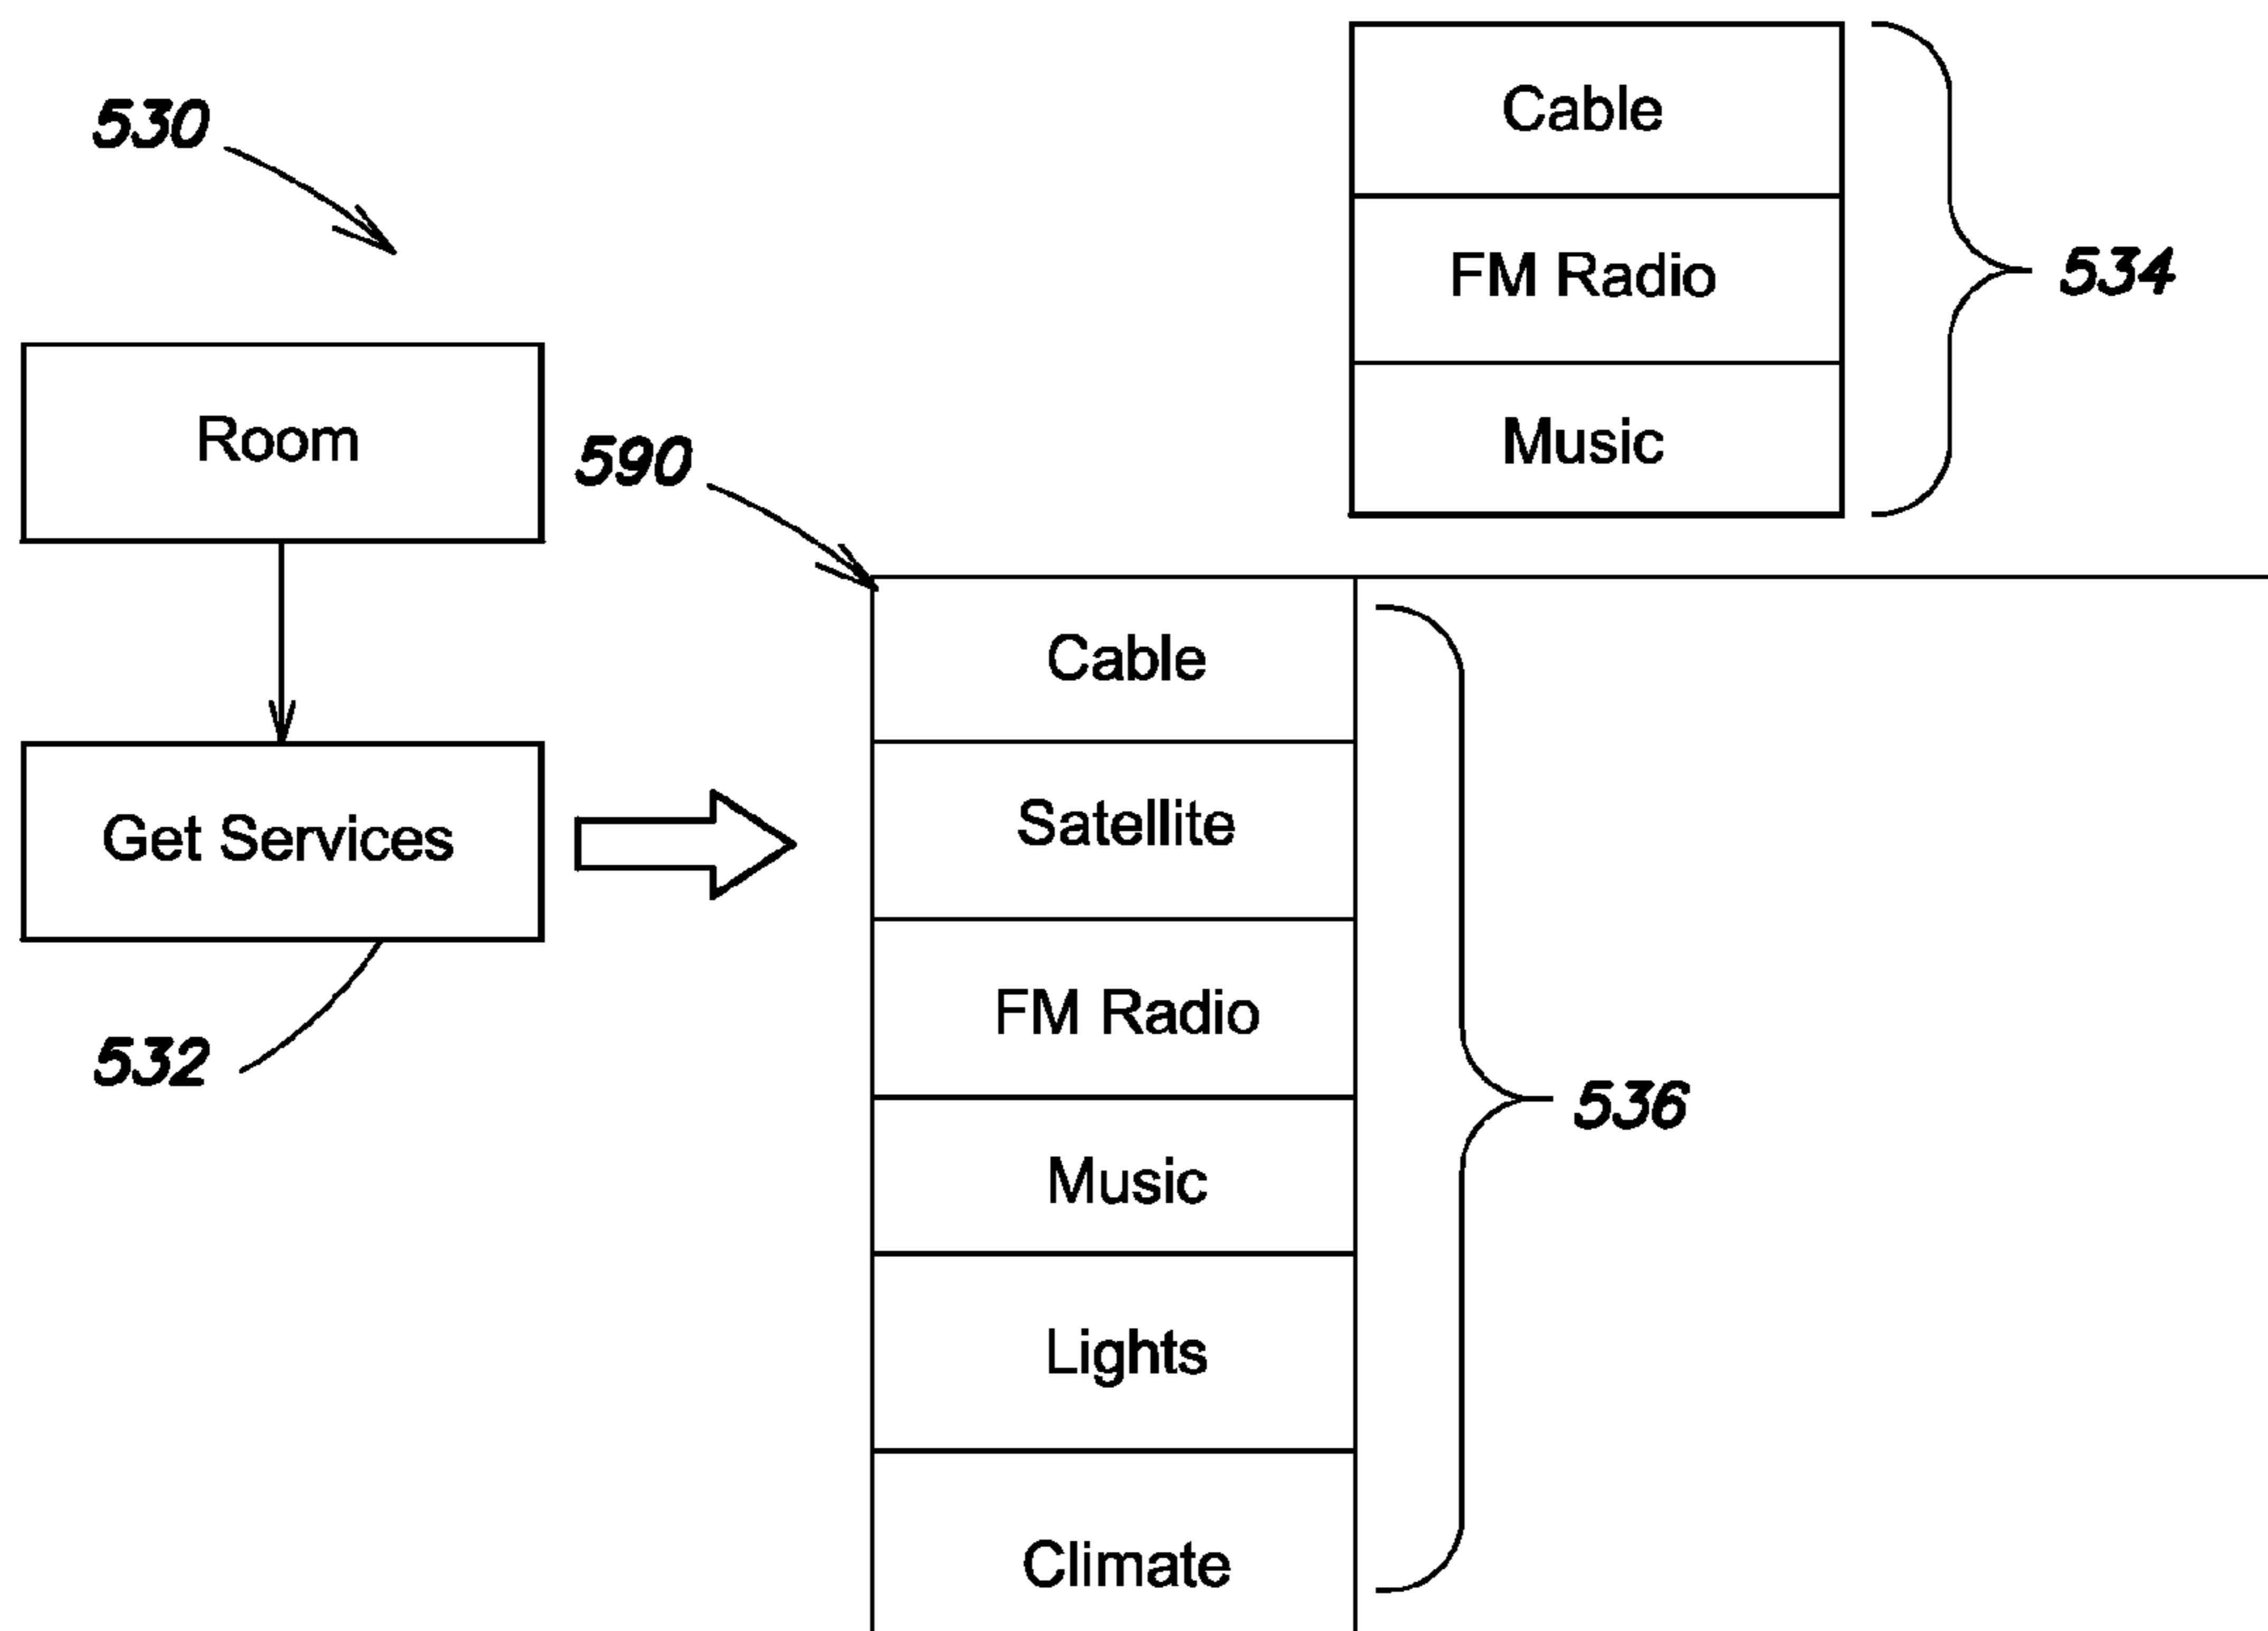 530
Room
Get Services
532
590
Cable
FM Radio
Music
534
Cable
Satellite
FM Radio
Music
Lights
Climate
536